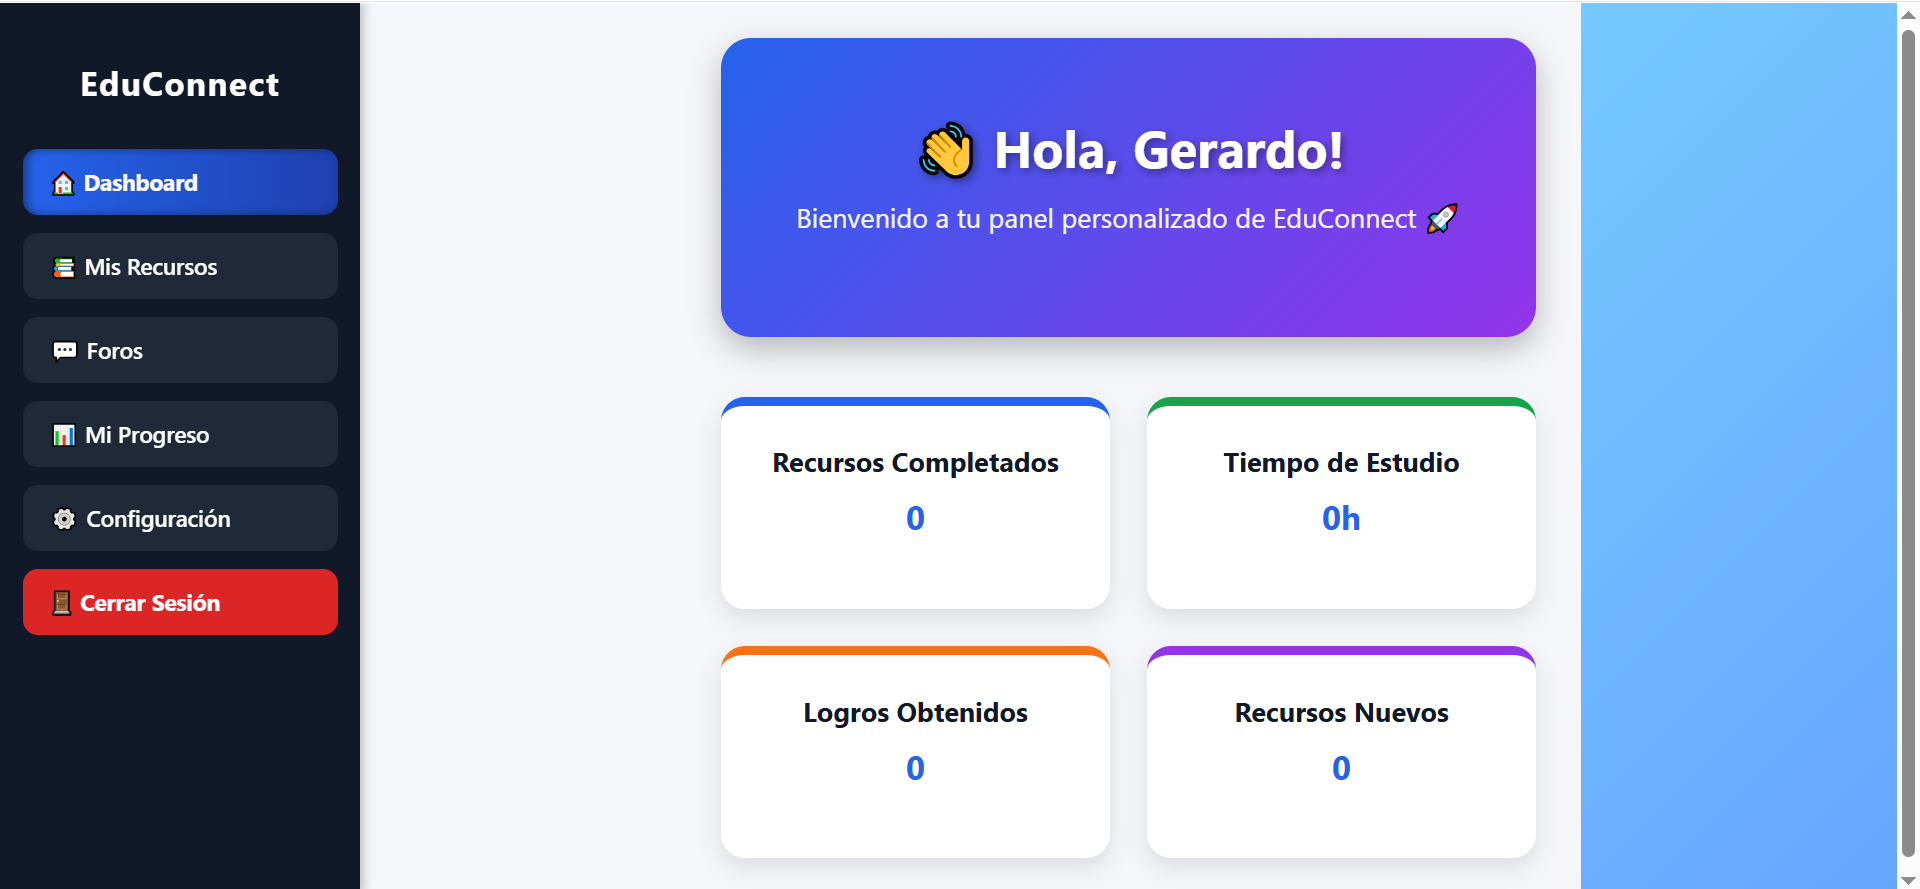 EduConnect
🏠 Dashboard
📚 Mis Recursos
💬 Foros
📊 Mi Progreso
⚙️ Configuración
🚪 Cerrar Sesión
👋 Hola, Gerardo!
Bienvenido a tu panel personalizado de EduConnect 🚀
Recursos Completados
0
Tiempo de Estudio
0h
Logros Obtenidos
0
Recursos Nuevos
0